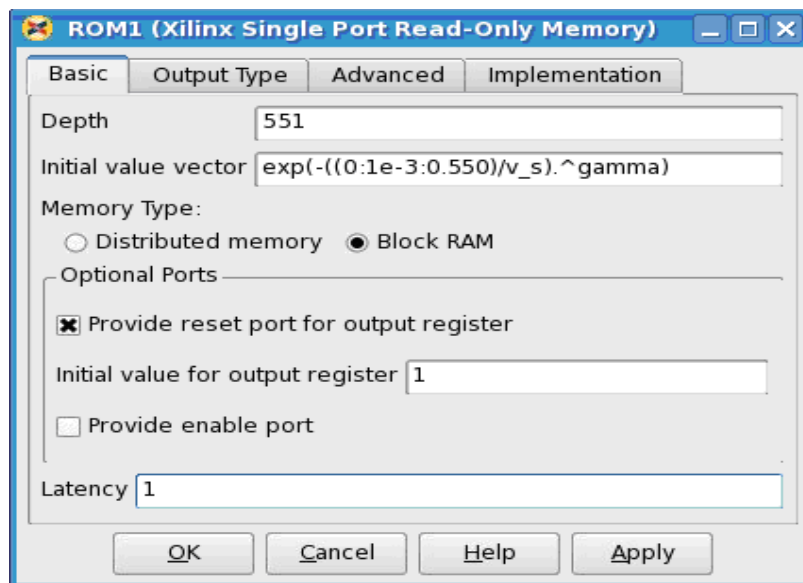 ROM1 (Xilinx Single Port Read-Only Memory)
Basic Output Type Advanced Implementation
Depth 551
Initial value vector exp(-((0:1e-3:0.550)/v_s).^gamma)
Memory Type:
Distributed memory Block RAM
Optional Ports
Provide reset port for output register
Initial value for output register 1
Provide enable port
Latency 1
OK Cancel Help Apply